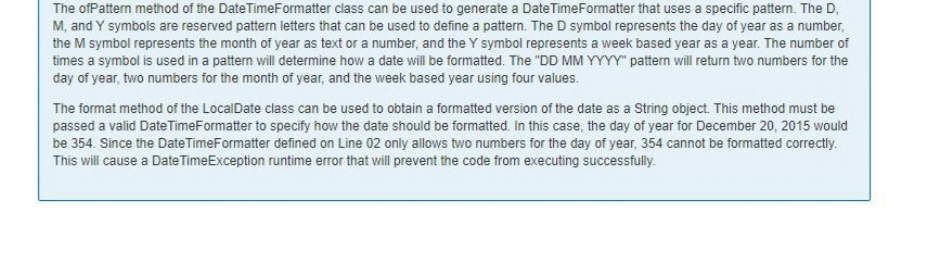 The ofPattern method of the DateTimeFormatter class can be used to generate a DateTimeFormatter that uses a specific pattern. The D,
M, and Y symbols are reserved pattern letters that can be used to define a pattern. The D symbol represents the day of year as a number,
the M symbol represents the month of year as text or a number, and the Y symbol represents a week based year as a year. The number of
times a symbol is used in a pattern will determine how a date will be formatted. The "DD MM YYYY" pattern will return two numbers for the
day of year, two numbers for the month of year, and the week based year using four values.
The format method of the LocalDate class can be used to obtain a formatted version of the date as a String object. This method must be
passed a valid DateTimeFormatter to specify how the date should be formatted. In this case, the day of year for December 20, 2015 would
be 354. Since the DateTimeFormatter defined on Line 02 only allows two numbers for the day of year, 354 cannot be formatted correctly.
This will cause a DateTimeException runtime error that will prevent the code from executing successfully.